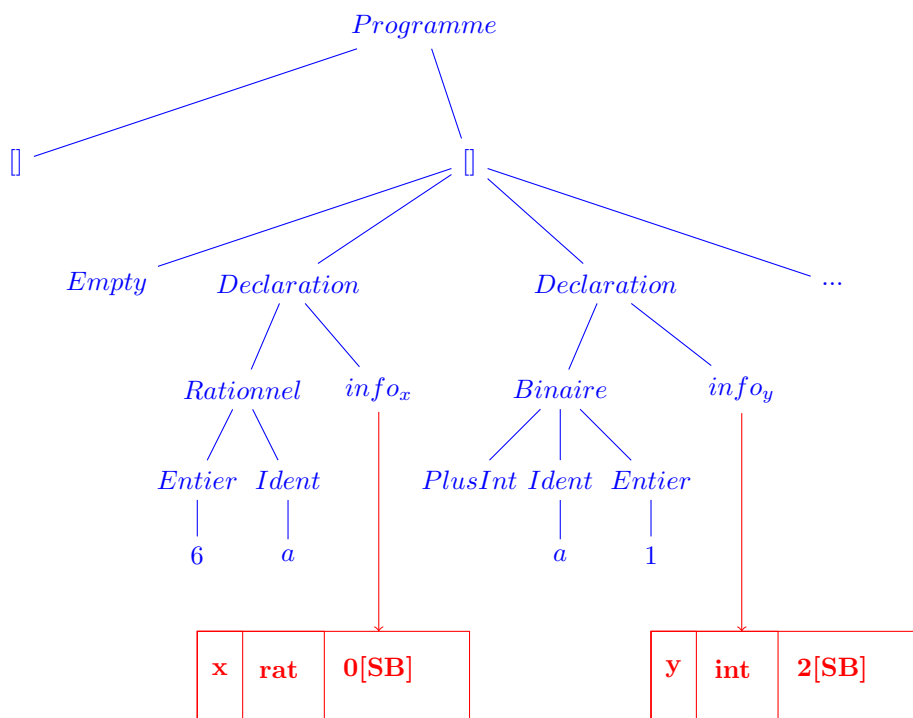 Programme
[] []
Empty Declaration Declaration ...
Rationnel info_x Binaire info_y
Entier Ident PlusInt Ident Entier
6 a a 1
x rat 0[SB] y int 2[SB]